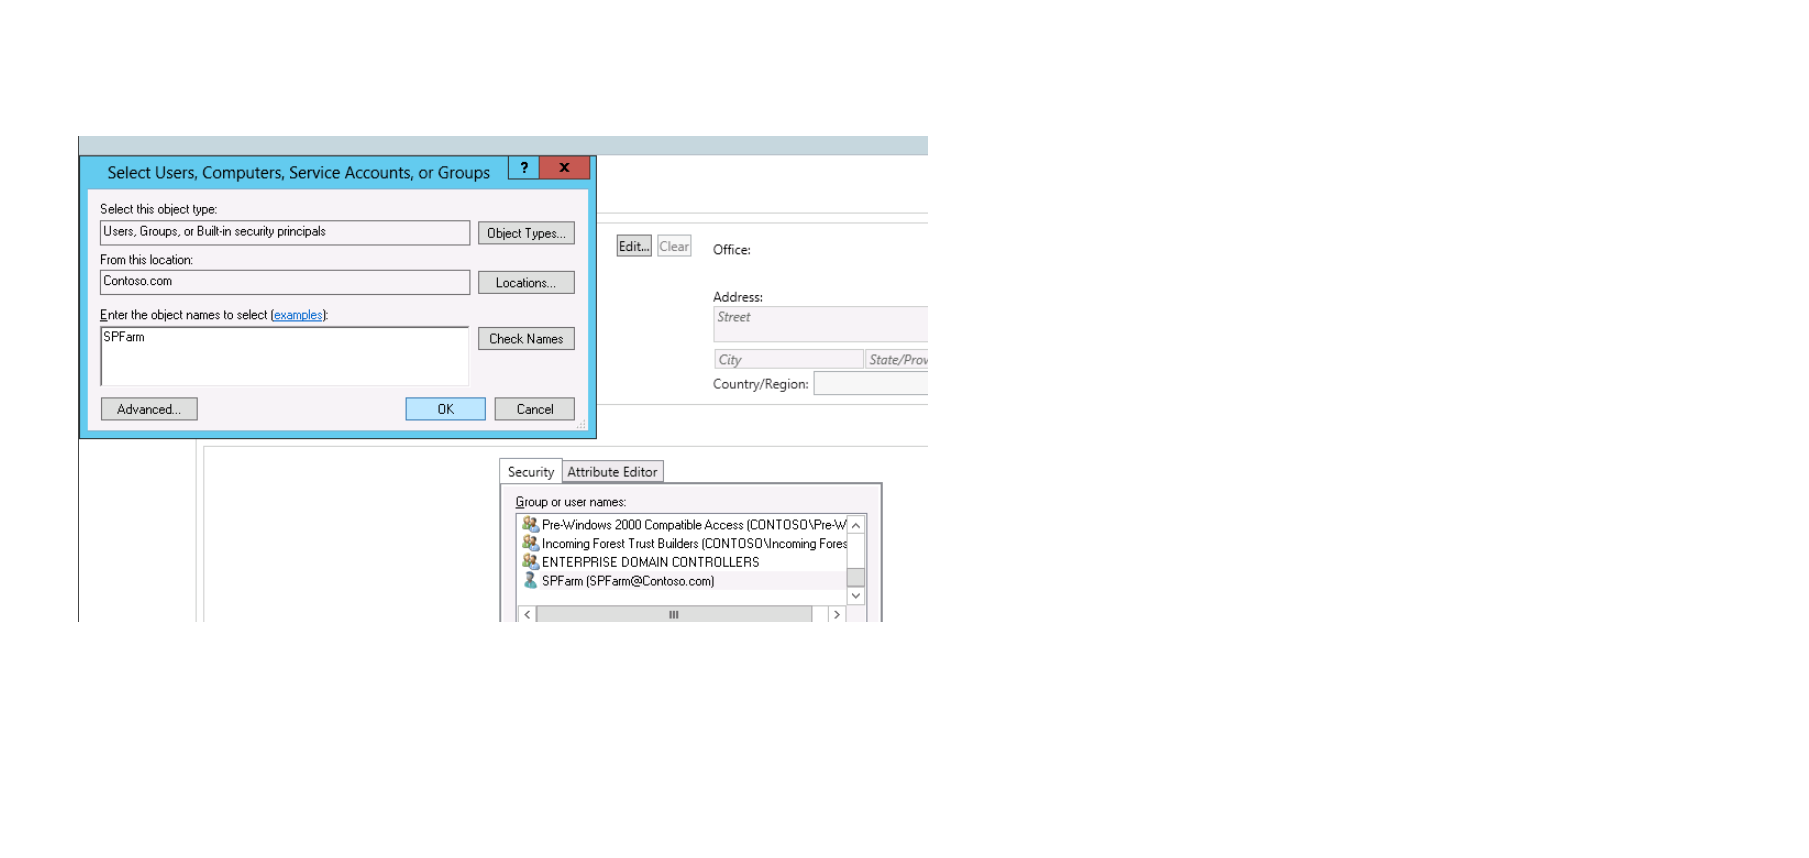 Select Users, Computers, Service Accounts, or Groups ? x
Select this object type:
Users, Groups, or Built-in security principals Object Types...
From this location:
Contoso.com Locations...
Enter the object names to select (examples):
SPFarm Check Names
Advanced... OK Cancel
Edit... Clear Office:
Address:
Street
City State/Prov
Country/Region:
Security Attribute Editor
Group or user names:
Pre-Windows 2000 Compatible Access (CONTOSO\Pre-W
Incoming Forest Trust Builders (CONTOSO\Incoming Fores
ENTERPRISE DOMAIN CONTROLLERS
SPFarm (SPFarm@Contoso.com)